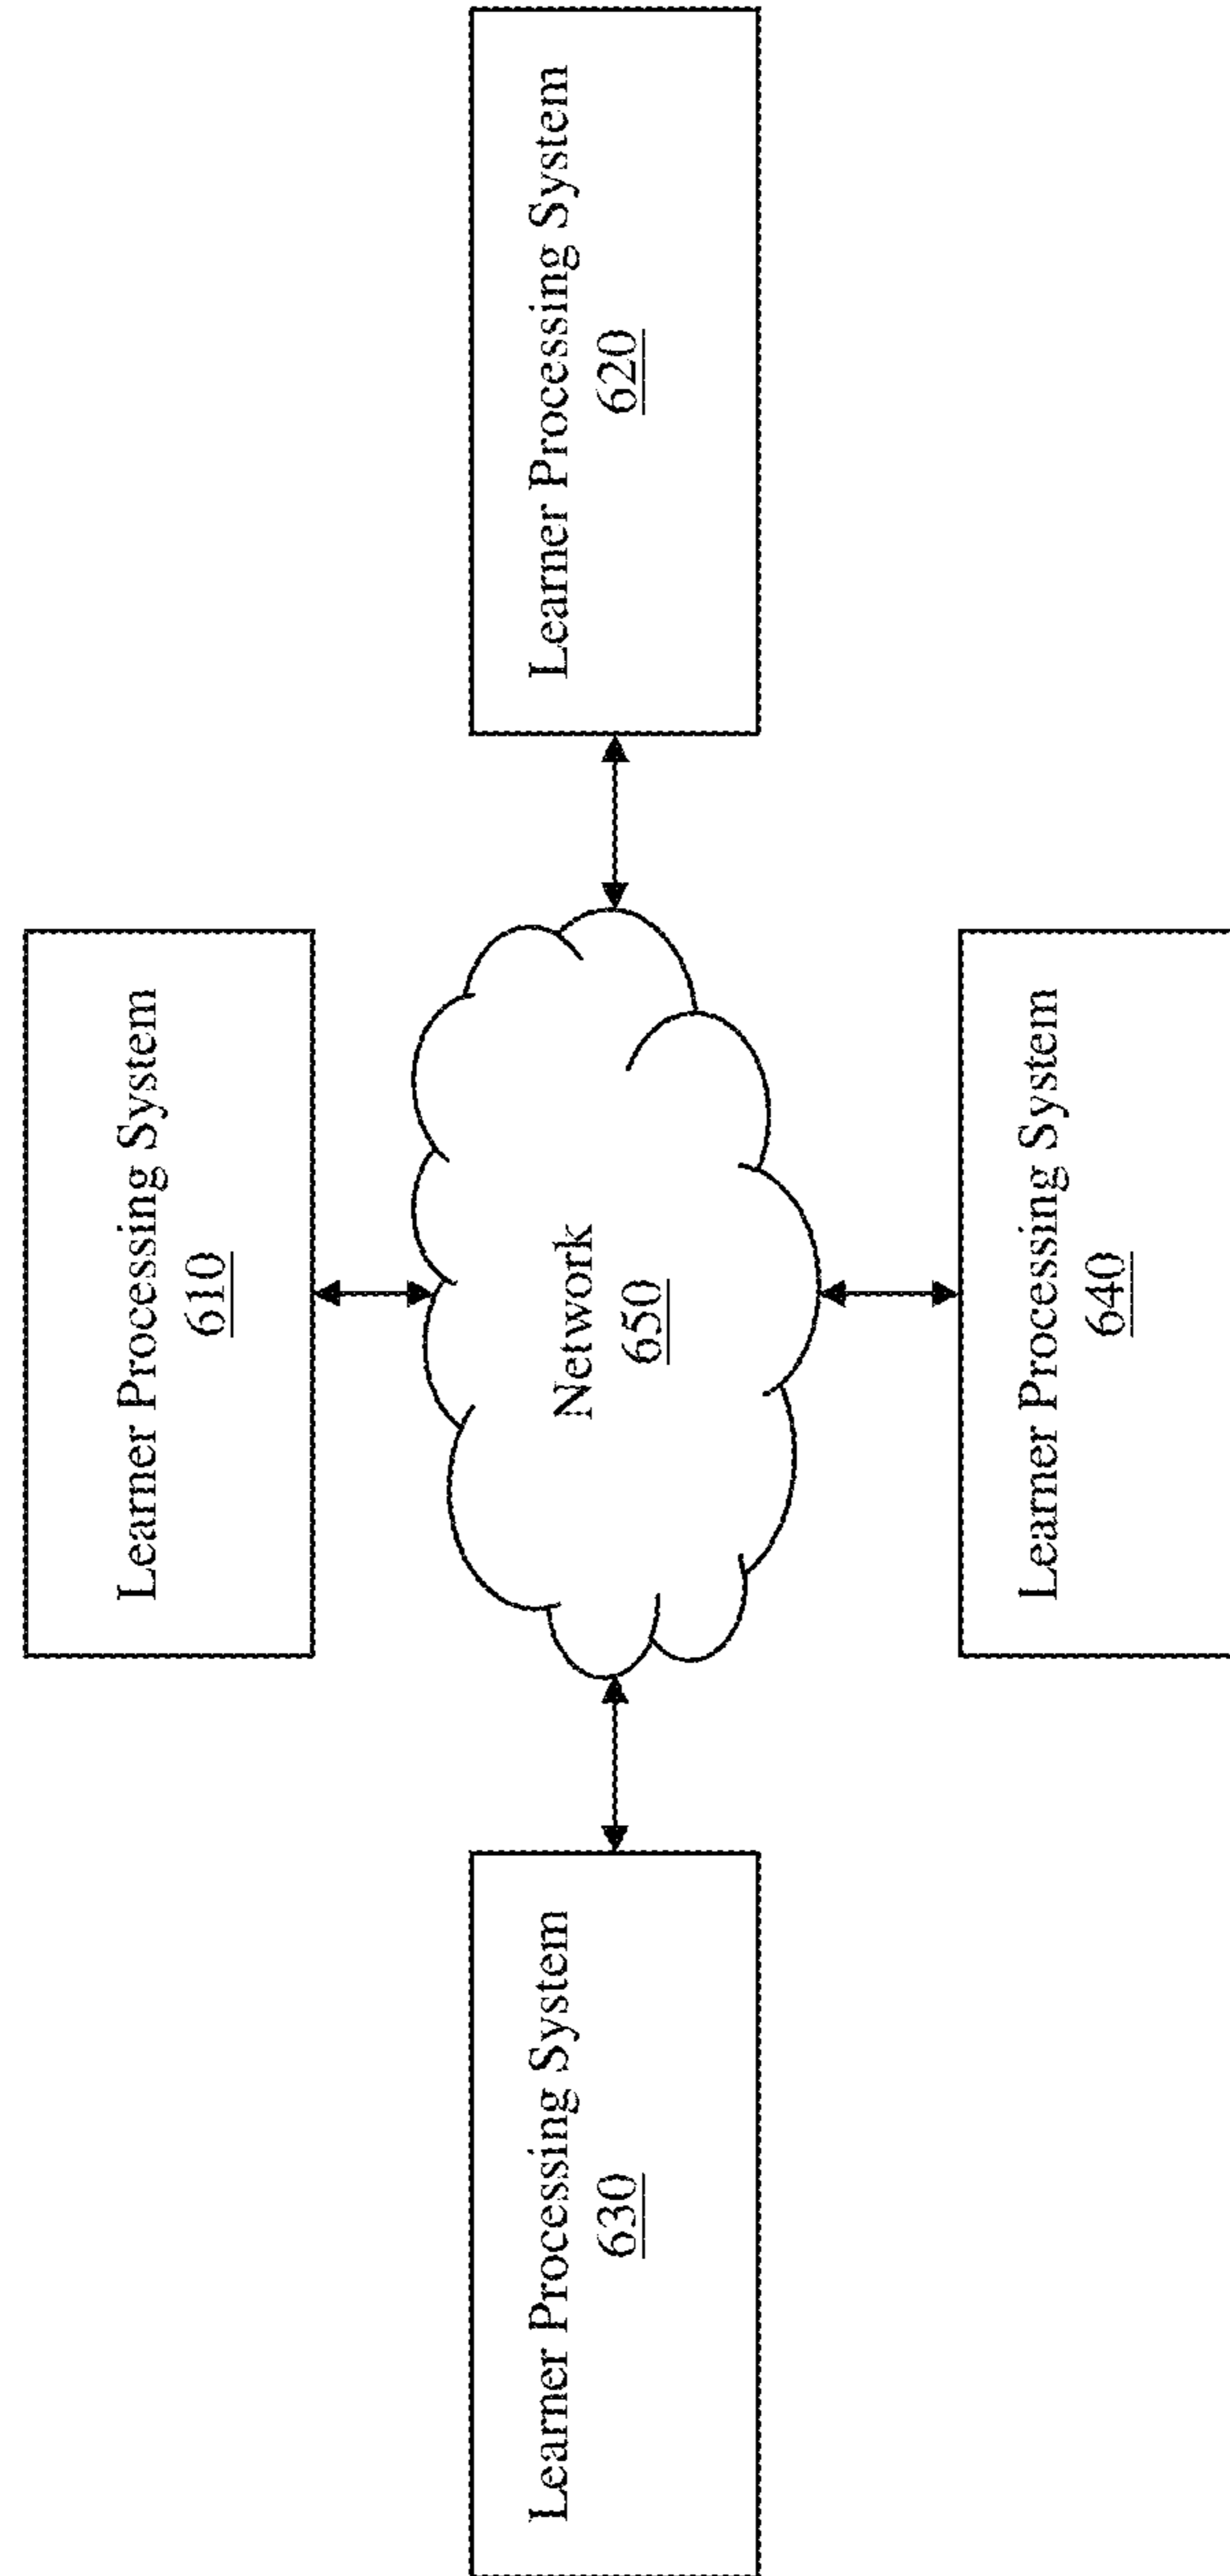 Learner Processing System
610
Learner Processing System
630
Network
650
Learner Processing System
620
Learner Processing System
640